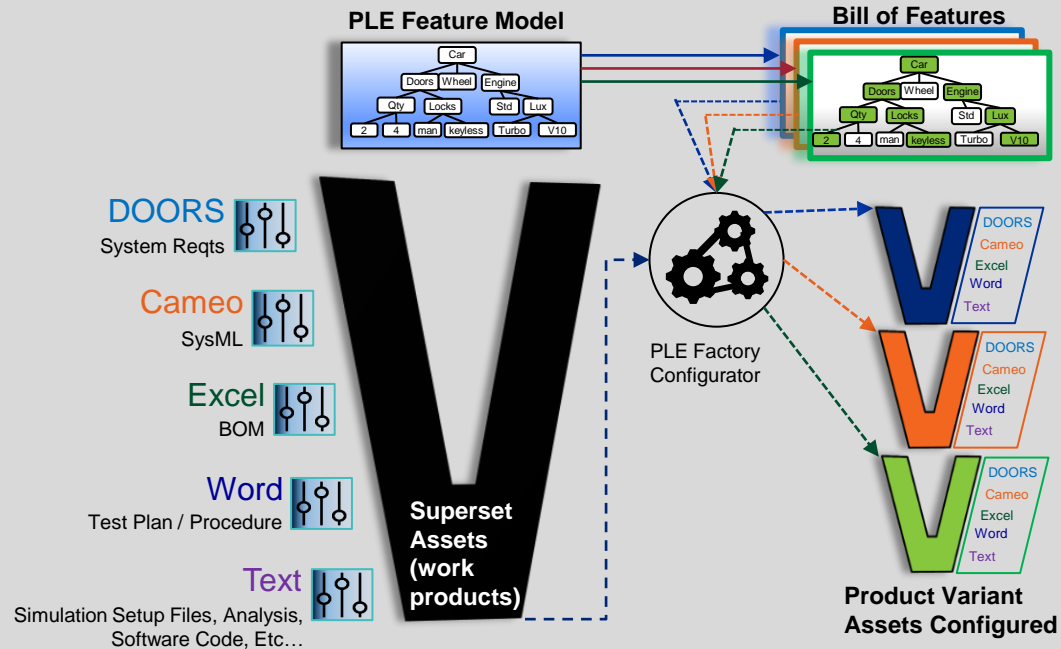 PLE Feature Model
Car
Doors Wheel Engine
Qty Locks Std Lux
2 4 man keyless Turbo V10
Bill of Features
Car
Doors Wheel Engine
Qty Locks Std Lux
2 4 man keyless Turbo V10
DOORS
System Reqts
Cameo
SysML
Excel
BOM
Word
Test Plan / Procedure
Text
Simulation Setup Files, Analysis,
Software Code, Etc…
Superset
Assets
(work
products)
PLE Factory
Configurator
DOORS
Cameo
Excel
Word
Text
DOORS
Cameo
Excel
Word
Text
DOORS
Cameo
Excel
Word
Text
Product Variant
Assets Configured